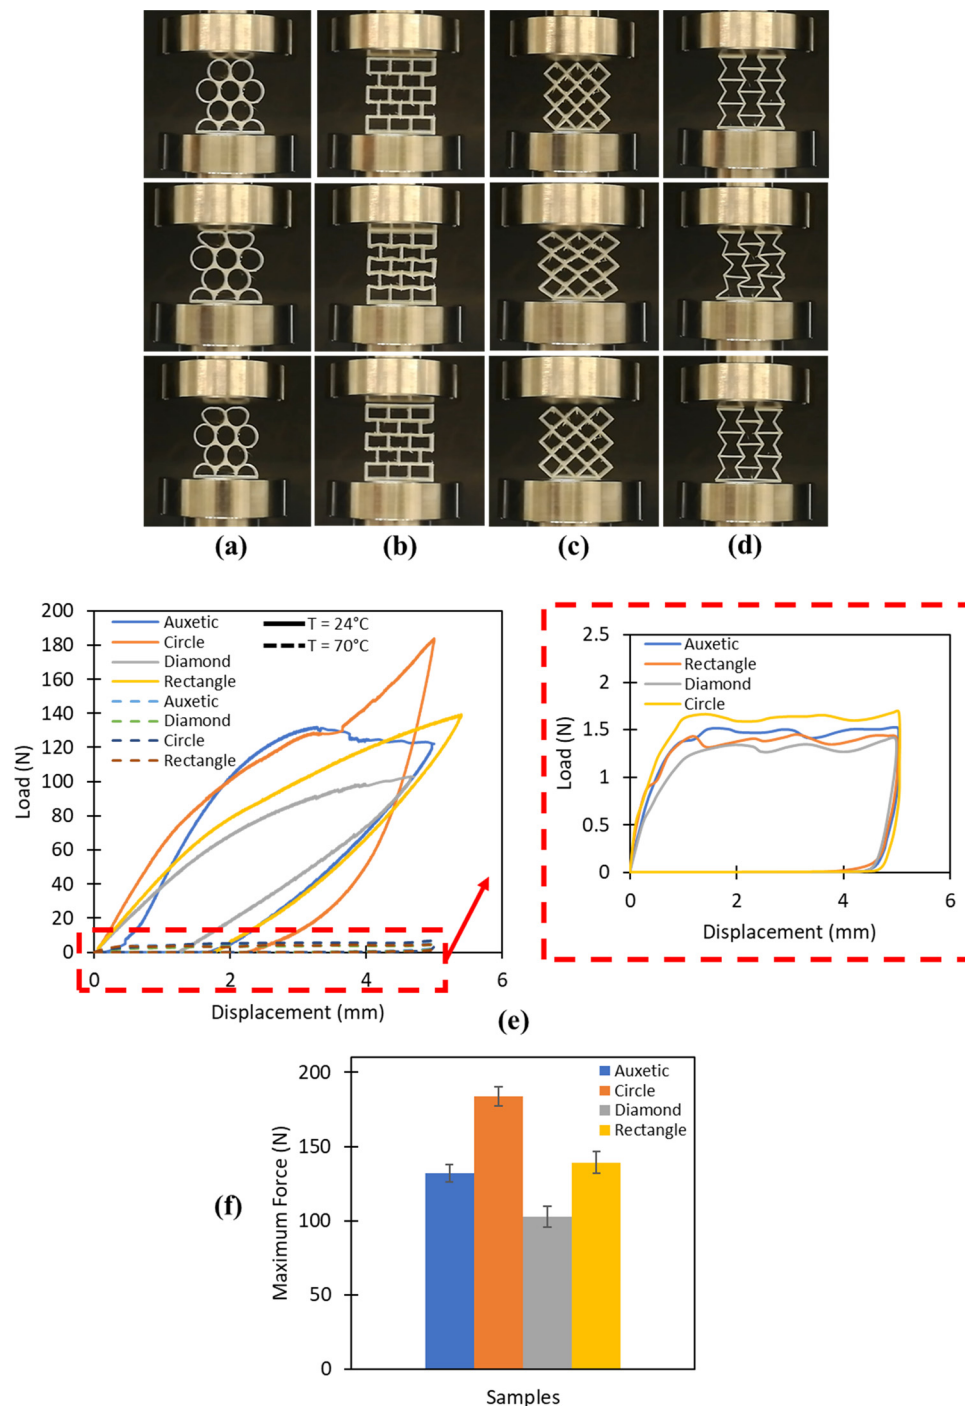 (a)
(b)
(c)
(d)
200
180
160
140
120
100
80
60
40
20
0
Load (N)
Auxetic
Circle
Diamond
Rectangle
Auxetic
Diamond
Circle
Rectangle
T = 24°C
T = 70°C
0
2
4
6
Displacement (mm)
2.5
2
1.5
1
0.5
0
Load (N)
Auxetic
Rectangle
Diamond
Circle
0
2
4
6
Displacement (mm)
(e)
200
150
100
50
0
Maximum Force (N)
Auxetic
Circle
Diamond
Rectangle
(f)
Samples